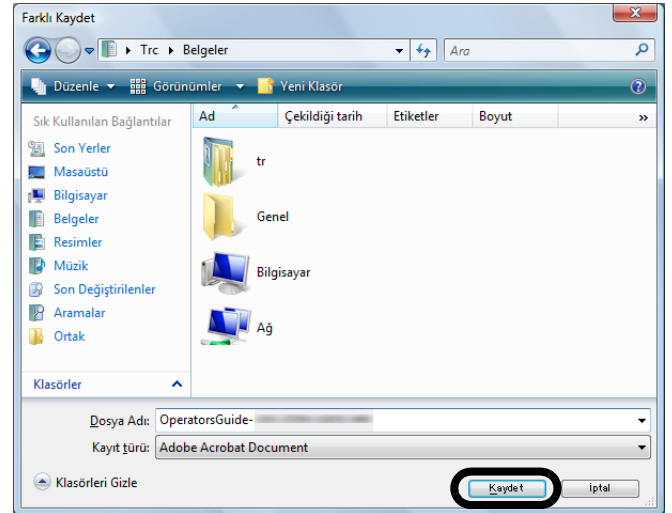 Farklı Kaydet
Trc Belgeler
Ara
Düzenle Görünümler Yeni Klasör
Sık Kullanılan Bağlantılar
Son Yerler
Masaüstü
Bilgisayar
Belgeler
Resimler
Müzik
Son Değiştirilenler
Aramalar
Ortak
Klasörler
Ad Çekildiği tarih Etiketler Boyut »
tr
Genel
Bilgisayar
Ağ
Dosya Adı: OperatorsGuide-
Kayıt türü: Adobe Acrobat Document
Klasörleri Gizle Kaydet İptal